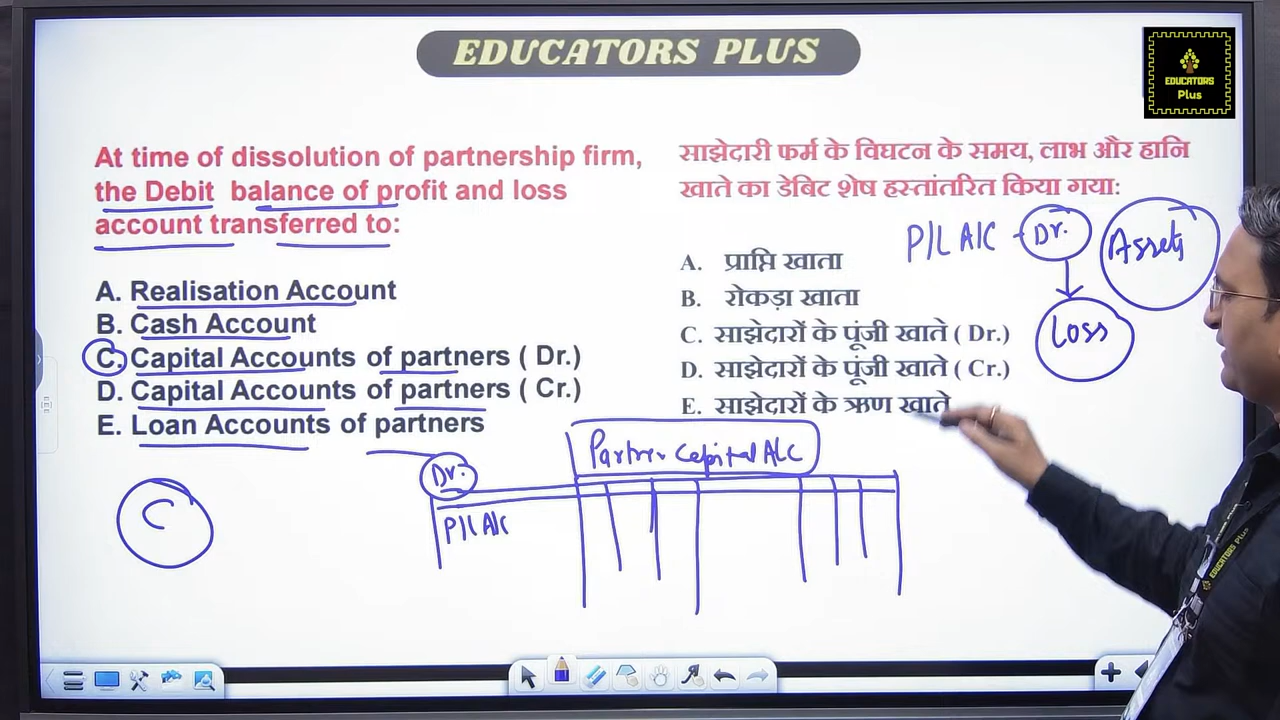 EDUCATORS PLUS
EDUCATORS
Plus
At time of dissolution of partnership firm,
the Debit balance of profit and loss
account transferred to:
A. Realisation Account
B. Cash Account
C. Capital Accounts of partners ( Dr.)
D. Capital Accounts of partners ( Cr.)
E. Loan Accounts of partners
साझेदारी फर्म के विघटन के समय, लाभ और हानि
खाते का डेबिट शेष हस्तांतरित किया गया:
A. प्राप्ति खाता
B. रोकड़ा खाता
C. साझेदारों के पूंजी खाते ( Dr.)
D. साझेदारों के पूंजी खाते ( Cr.)
E. साझेदारों के ऋण खाते
P/L A/C - Dr.
Assets
Loss
C
Partner Capital A/C
Dr.
P/L A/C
EDUCATORS Plus